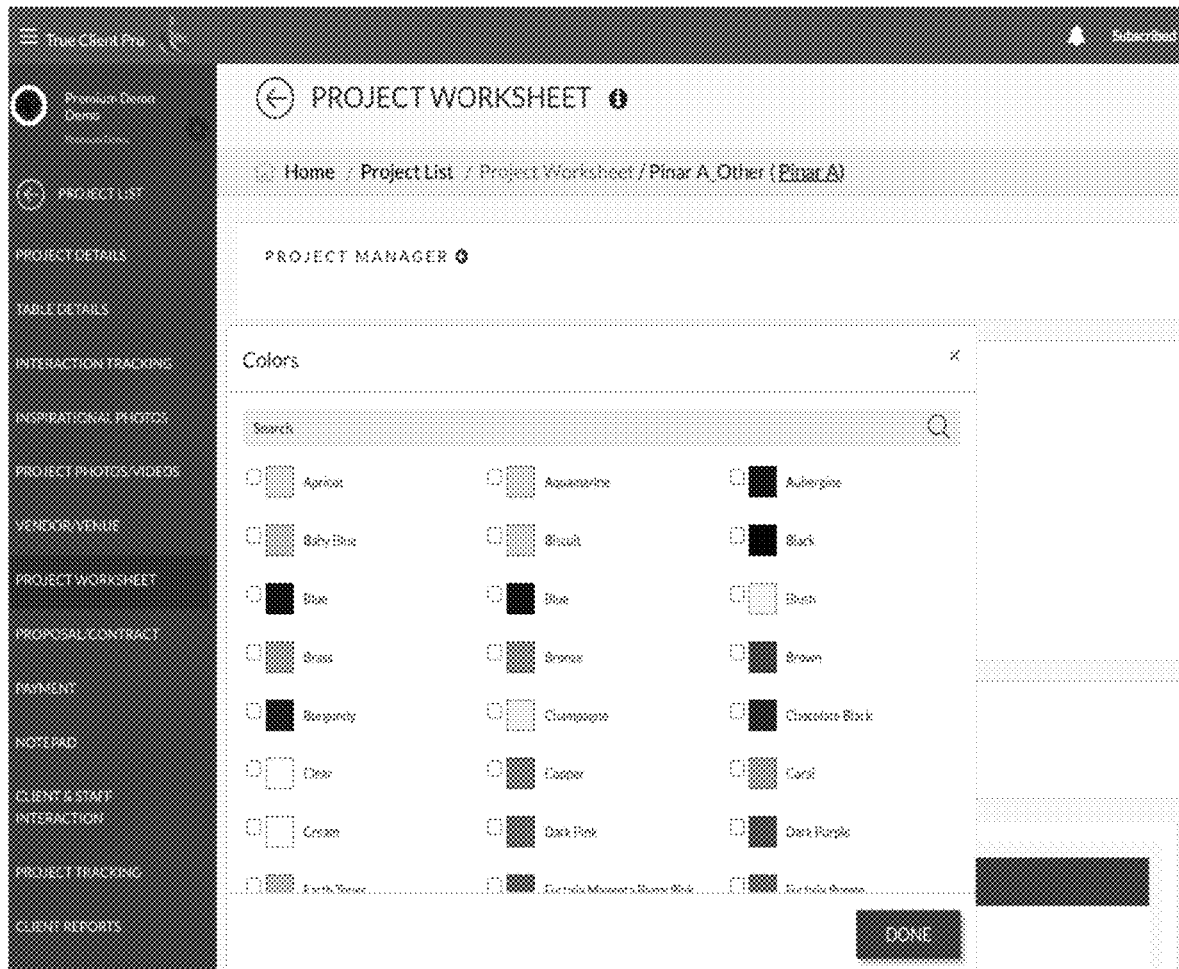 True Client Pro
Subscribed
Premium Demo
Demo
PROJECT LIST
PROJECT DETAILS
TABLE DETAILS
INTERACTION TRACKING
INSPIRATIONAL PHOTOS
PROJECT PHOTOS/VIDEOS
VENDOR/VENUE
PROJECT WORKSHEET
PROPOSAL/CONTRACT
PAYMENT
NOTEPAD
CLIENT & STAFF
INTERACTION
PROJECT TRACKING
CLIENT REPORTS
PROJECT WORKSHEET
Home / Project List / Project Worksheet / Pinar A_Other ( Pinar A)
PROJECT MANAGER
Colors
Search
Apricot Aquamarine Aubergine
Baby Blue Biscuit Black
Blue Blue Blush
Brass Bronze Brown
Burgundy Champagne Chocolate Black
Clear Copper Coral
Cream Dark Pink Dark Purple
Earth Tones
DONE